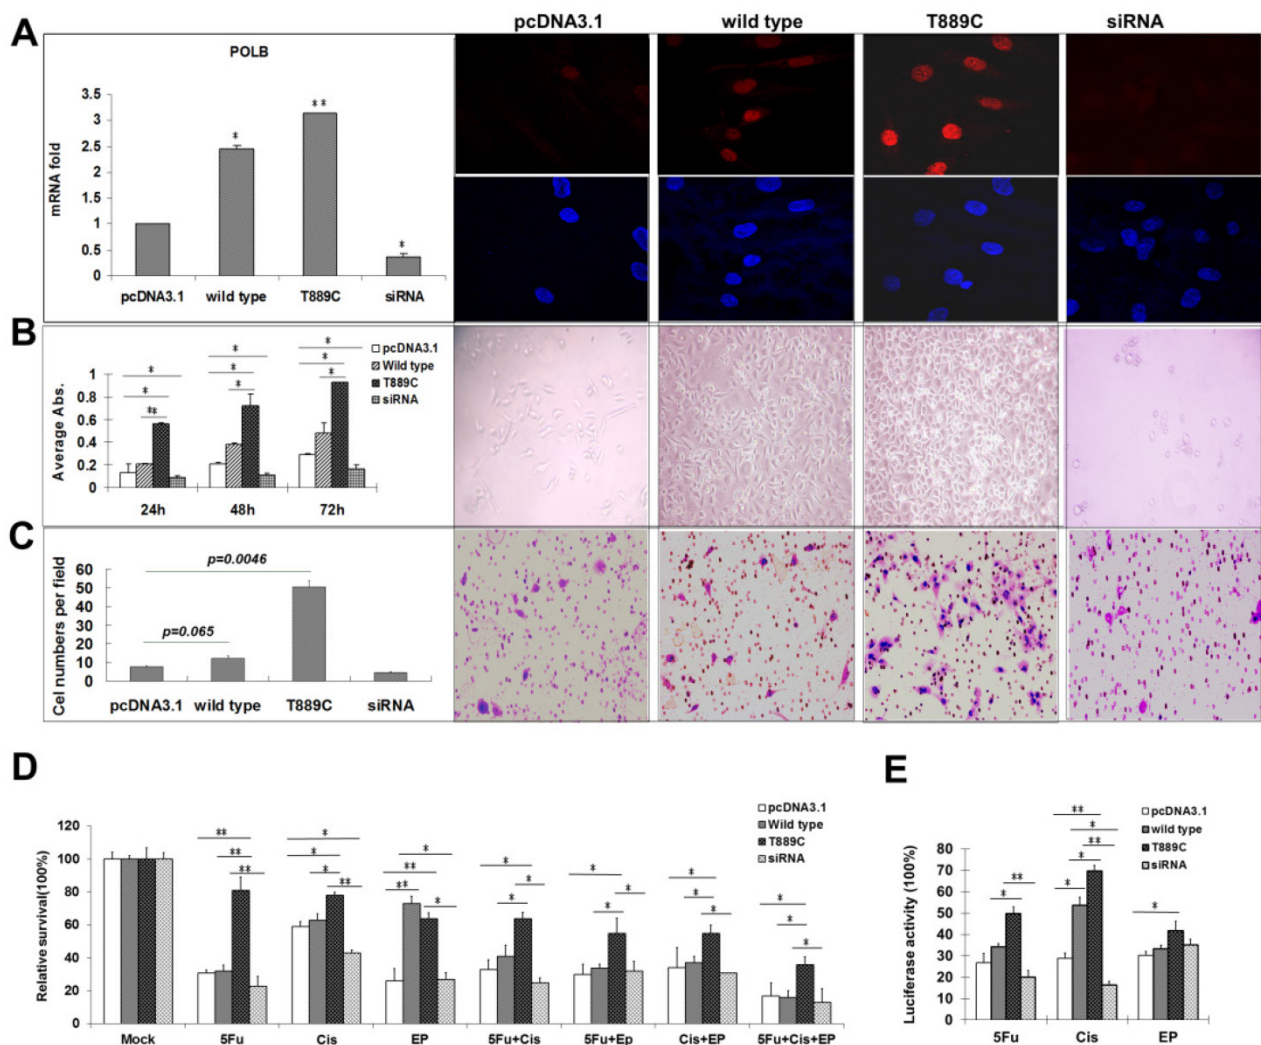 pcDNA3.1 wild type T889C siRNA
A
POLB
mRNA fold
3.5
3
2.5
2
1.5
1
0.5
0
* ** *
pcDNA3.1 wild type T889C siRNA
B
pcDNA3.1
Wild type
T889C
siRNA
Average Abs.
1
0.8
0.6
0.4
0.2
0
* * **
* * *
* * *
24h 48h 72h
C
Cel numbers per field
60
50
40
30
20
10
0
p=0.0046
p=0.065
pcDNA3.1 wild type T889C siRNA
D
pcDNA3.1
Wild type
T889C
siRNA
Relative survival(100%)
120
100
80
60
40
20
0
** ** **
* * * **
* ** ** *
* * *
* * *
* * *
* * *
Mock 5Fu Cis EP 5Fu+Cis 5Fu+Ep Cis+EP 5Fu+Cis+EP
E
pcDNA3.1
wild type
T889C
siRNA
Luciferase activity (100%)
80
70
60
50
40
30
20
10
0
** *
** * ** * *
*
5Fu Cis EP